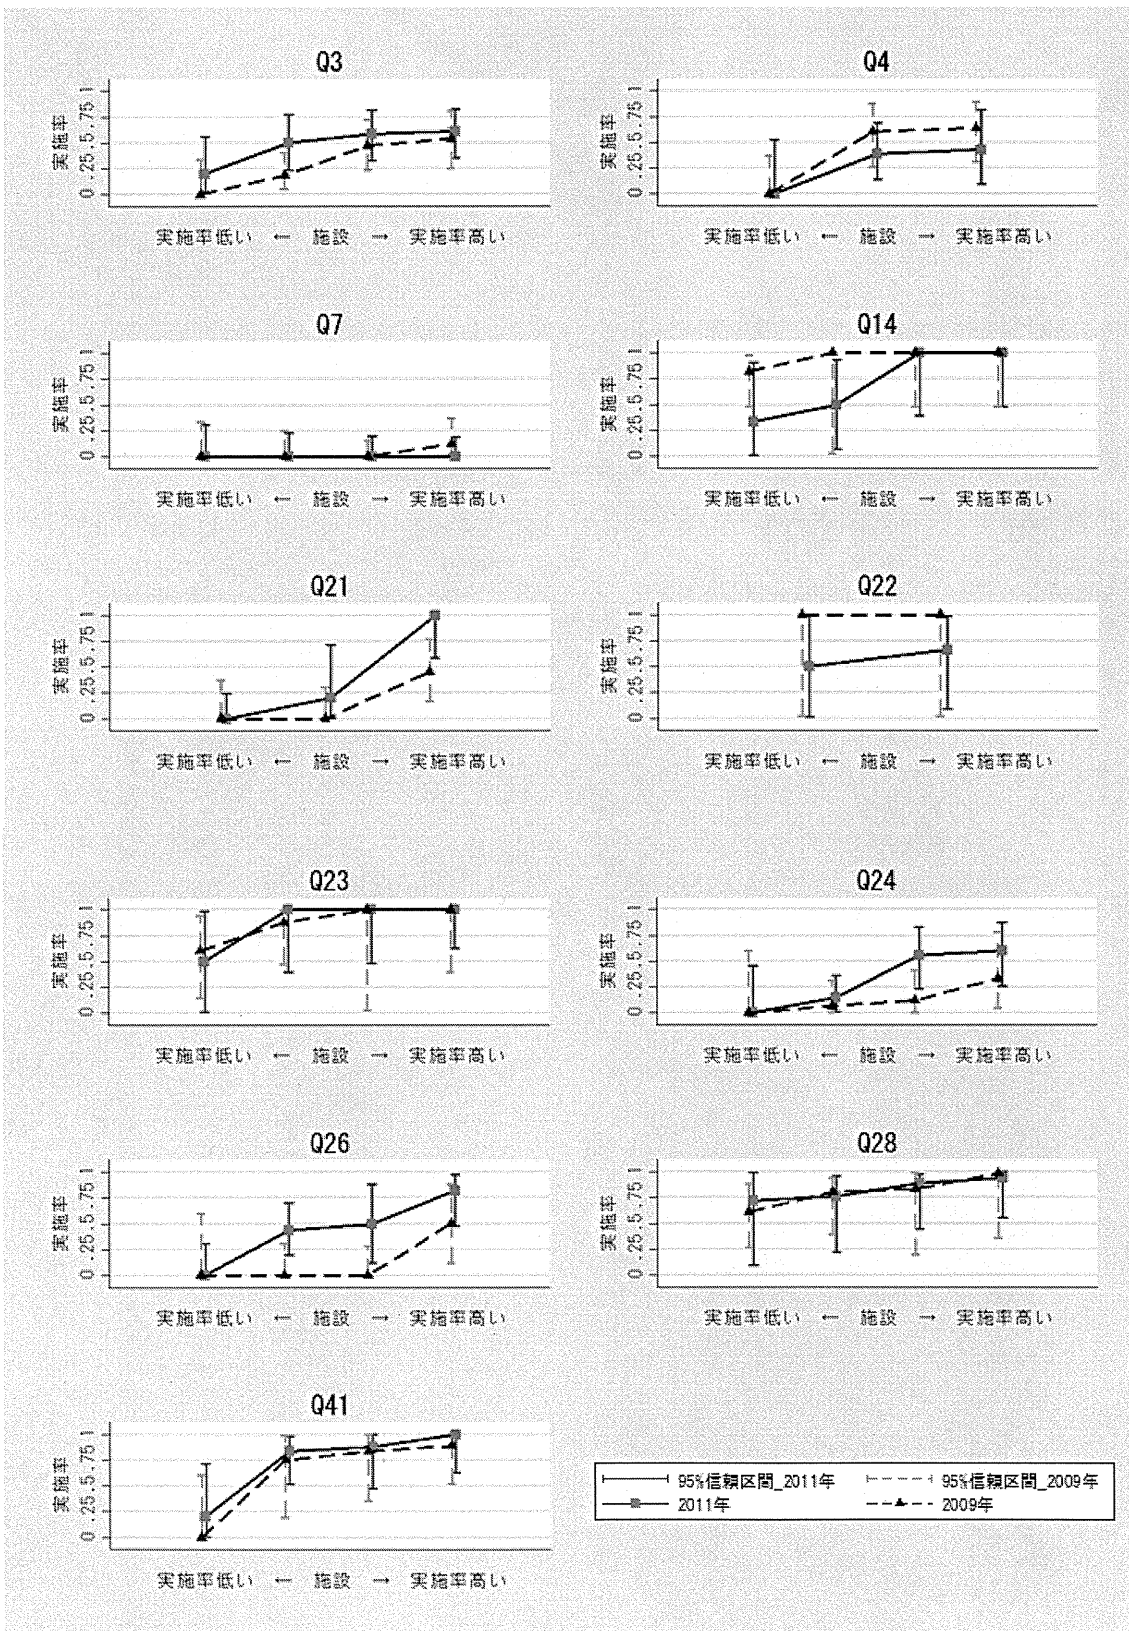 Q3
実施率
0 .25 .5 .75 1
実施率低い ← 施設 → 実施率高い
Q4
実施率
0 .25 .5 .75 1
実施率低い ← 施設 → 実施率高い
Q7
実施率
0 .25 .5 .75 1
実施率低い ← 施設 → 実施率高い
Q14
実施率
0 .25 .5 .75 1
実施率低い ← 施設 → 実施率高い
Q21
実施率
0 .25 .5 .75 1
実施率低い ← 施設 → 実施率高い
Q22
実施率
0 .25 .5 .75 1
実施率低い ← 施設 → 実施率高い
Q23
実施率
0 .25 .5 .75 1
実施率低い ← 施設 → 実施率高い
Q24
実施率
0 .25 .5 .75 1
実施率低い ← 施設 → 実施率高い
Q26
実施率
0 .25 .5 .75 1
実施率低い ← 施設 → 実施率高い
Q28
実施率
0 .25 .5 .75 1
実施率低い ← 施設 → 実施率高い
Q41
実施率
0 .25 .5 .75 1
実施率低い ← 施設 → 実施率高い
95%信頼区間_2011年 95%信頼区間_2009年
2011年 2009年